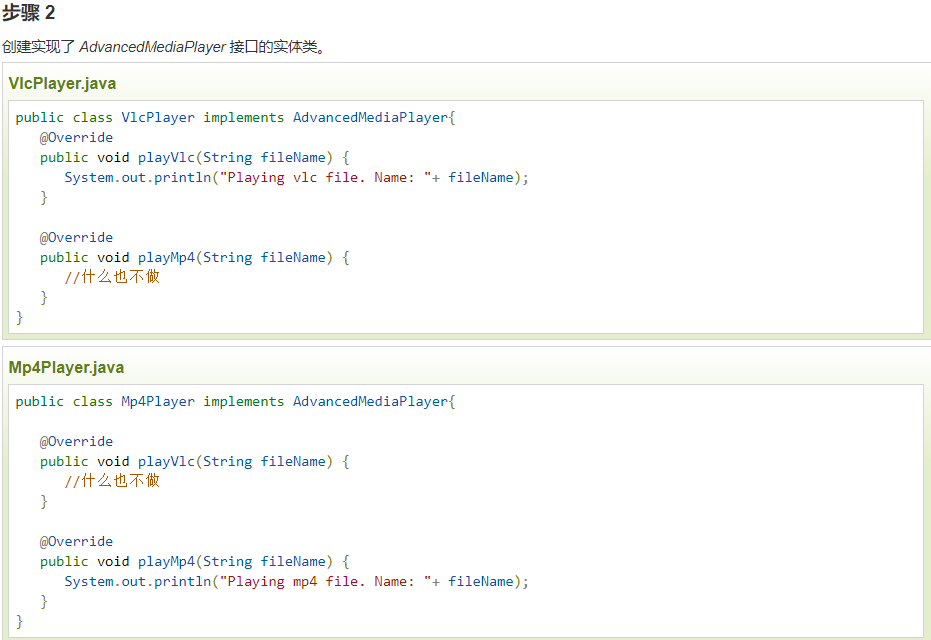 步骤 2
创建实现了 AdvancedMediaPlayer 接口的实体类。
VlcPlayer.java
public class VlcPlayer implements AdvancedMediaPlayer{
   @Override
   public void playVlc(String fileName) {
      System.out.println("Playing vlc file. Name: "+ fileName);
   }

   @Override
   public void playMp4(String fileName) {
      //什么也不做
   }
}
Mp4Player.java
public class Mp4Player implements AdvancedMediaPlayer{

   @Override
   public void playVlc(String fileName) {
      //什么也不做
   }

   @Override
   public void playMp4(String fileName) {
      System.out.println("Playing mp4 file. Name: "+ fileName);
   }
}